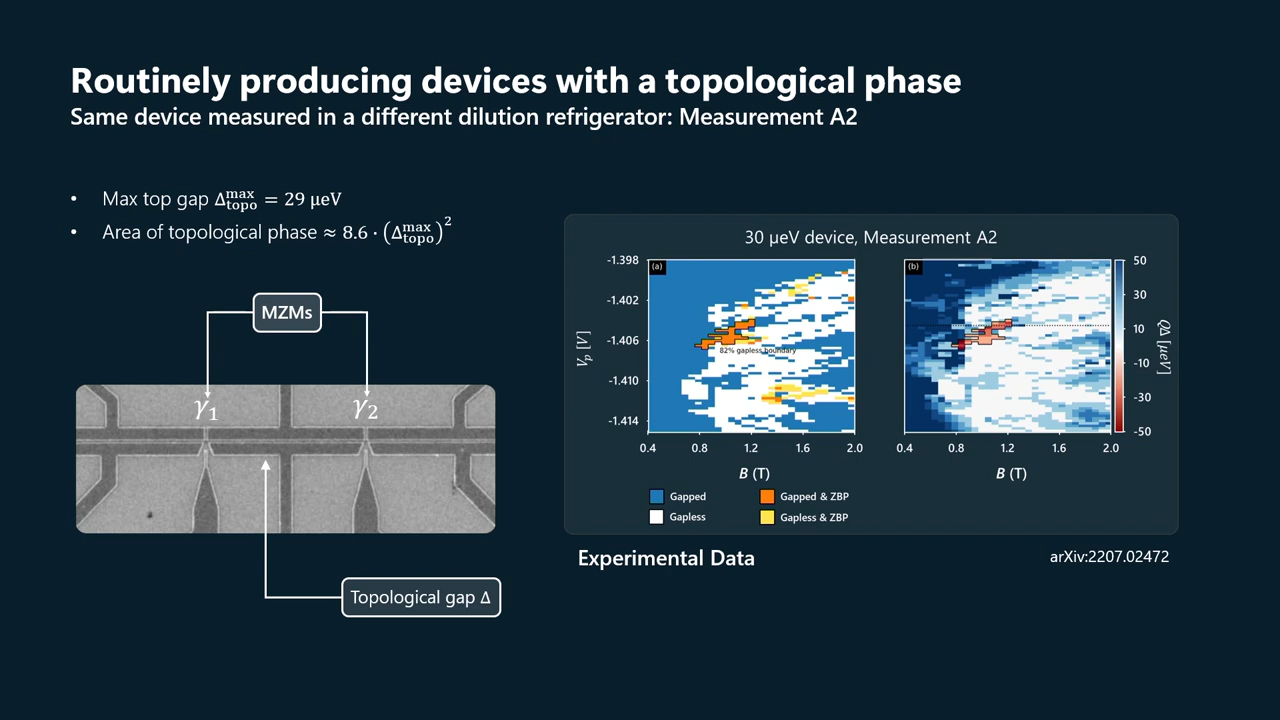 Routinely producing devices with a topological phase
Same device measured in a different dilution refrigerator: Measurement A2
• Max top gap Δ_topo^max = 29 μeV
• Area of topological phase ≈ 8.6 · (Δ_topo^max)^2
MZMs
γ₁ γ₂
Topological gap Δ
30 μeV device, Measurement A2
(a)
-1.398
-1.402
-1.406
-1.410
-1.414
V_p [V]
82% gapless boundary
0.4 0.8 1.2 1.6 2.0
B (T)
(b)
0.4 0.8 1.2 1.6 2.0
B (T)
50
30
10
-10
-30
-50
QΔ [μeV]
Gapped Gapped & ZBP
Gapless Gapless & ZBP
Experimental Data
arXiv:2207.02472